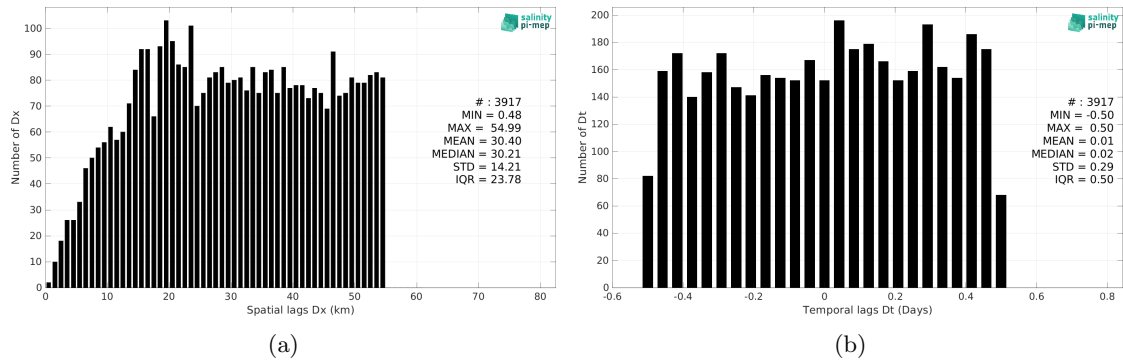 salinity
pi-mep
100
90
80
70
60
50
40
30
20
10
0
Number of Dx
# : 3917
MIN = 0.48
MAX = 54.99
MEAN = 30.40
MEDIAN = 30.21
STD = 14.21
IQR = 23.78
0 10 20 30 40 50 60 70 80
Spatial lags Dx (km)
(a)
salinity
pi-mep
200
180
160
140
120
100
80
60
40
20
0
Number of Dt
# : 3917
MIN = -0.50
MAX = 0.50
MEAN = 0.01
MEDIAN = 0.02
STD = 0.29
IQR = 0.50
-0.6 -0.4 -0.2 0 0.2 0.4 0.6 0.8
Temporal lags Dt (Days)
(b)